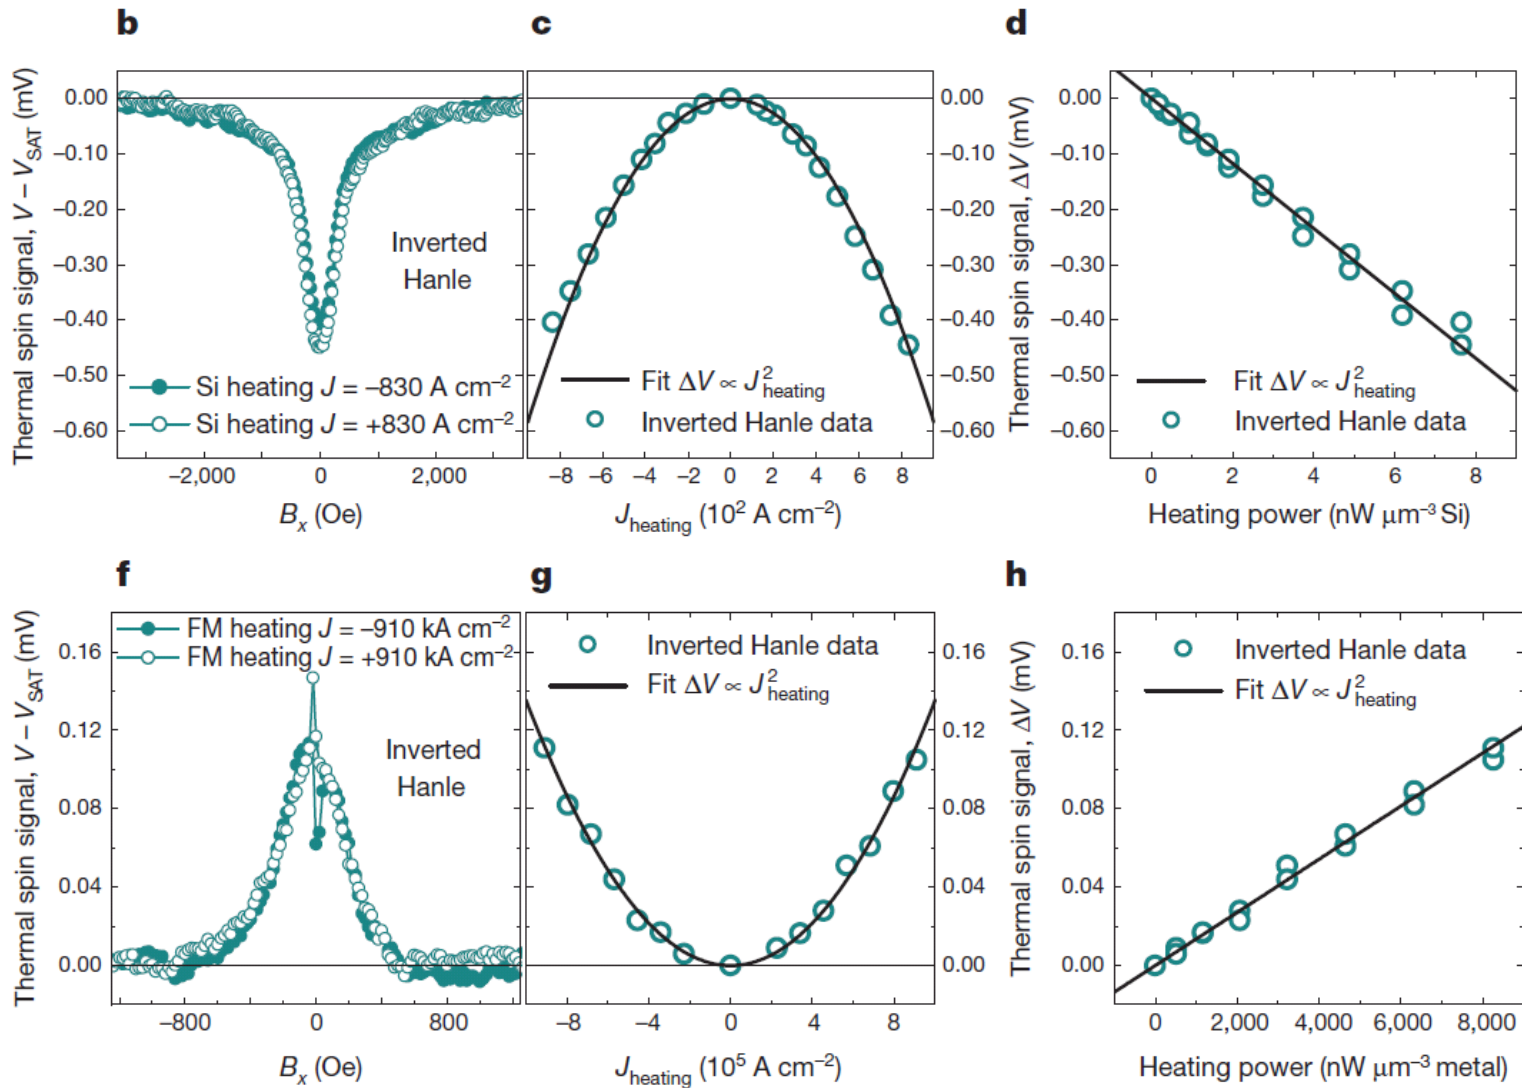 b
Thermal spin signal, V – V_SAT (mV)
0.00
–0.10
–0.20
–0.30
–0.40
–0.50
–0.60
Inverted
Hanle
Si heating J = –830 A cm⁻²
Si heating J = +830 A cm⁻²
–2,000 0 2,000
Bₓ (Oe)
c
Fit ΔV ∝ J²heating
Inverted Hanle data
–8 –6 –4 –2 0 2 4 6 8
J_heating (10² A cm⁻²)
0.00
–0.10
–0.20
–0.30
–0.40
–0.50
–0.60
d
Thermal spin signal, ΔV (mV)
0.00
–0.10
–0.20
–0.30
–0.40
–0.50
–0.60
Fit ΔV ∝ J²heating
Inverted Hanle data
0 2 4 6 8
Heating power (nW μm⁻³ Si)
f
Thermal spin signal, V – V_SAT (mV)
0.16
0.12
0.08
0.04
0.00
FM heating J = –910 kA cm⁻²
FM heating J = +910 kA cm⁻²
Inverted
Hanle
–800 0 800
Bₓ (Oe)
g
Inverted Hanle data
Fit ΔV ∝ J²heating
–8 –4 0 4 8
J_heating (10⁵ A cm⁻²)
0.16
0.12
0.08
0.04
0.00
h
Thermal spin signal, ΔV (mV)
0.16
0.12
0.08
0.04
0.00
Inverted Hanle data
Fit ΔV ∝ J²heating
0 2,000 4,000 6,000 8,000
Heating power (nW μm⁻³ metal)